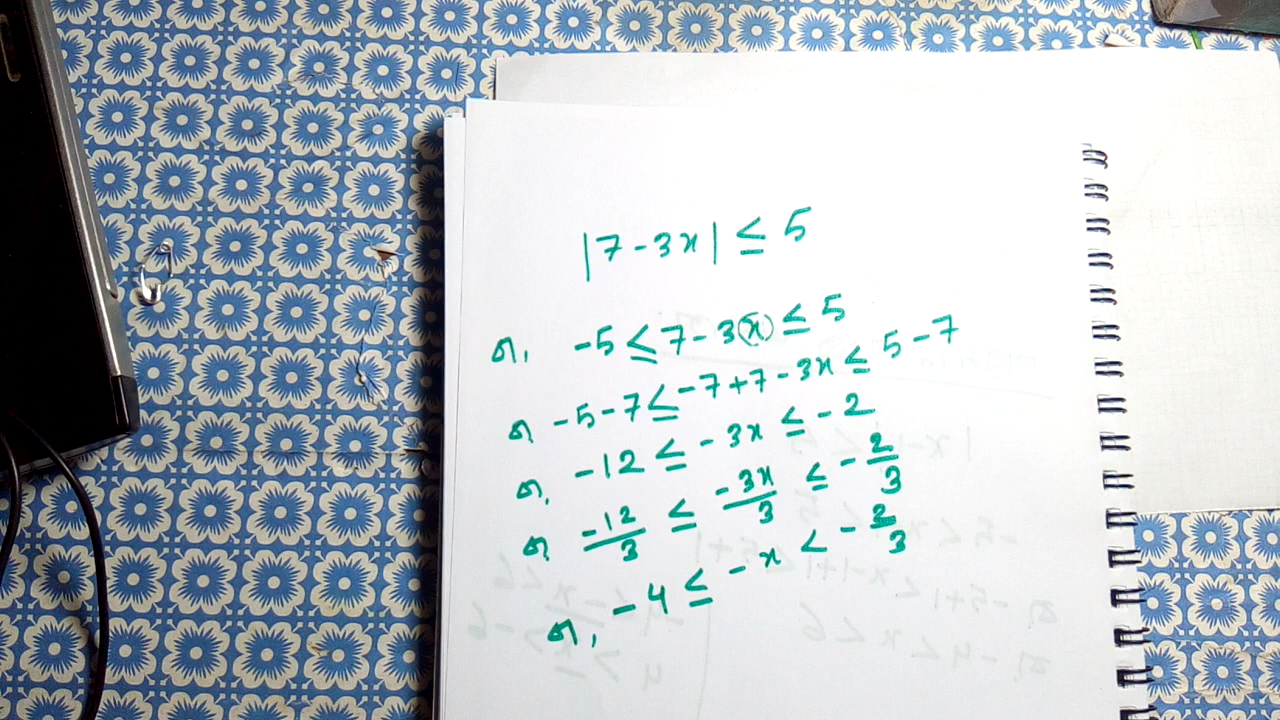 |7-3x| ≤ 5
বা, -5 ≤ 7-3(x) ≤ 5
বা -5-7 ≤ -7+7-3x ≤ 5-7
বা, -12 ≤ -3x ≤ -2
বা -12/3 ≤ -3x/3 ≤ -2/3
বা, -4 ≤ -x < -2/3